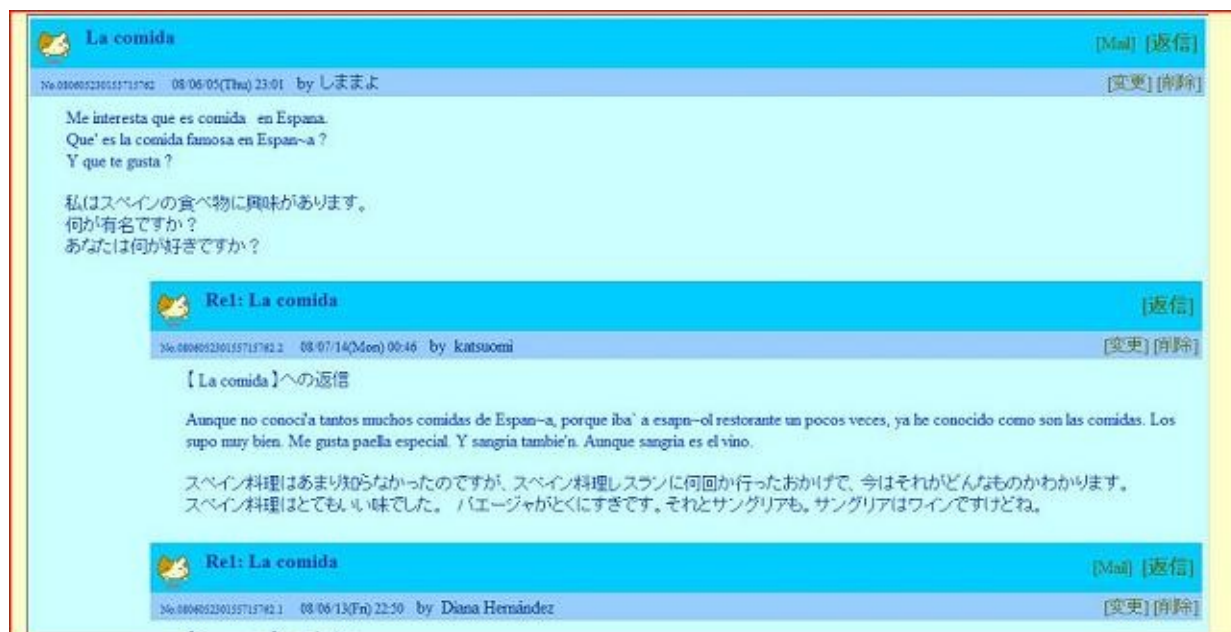 La comida
[Mail] [返信]
No.080605230155715762 08/06/05(Thu) 23:01 by しままよ
[変更] [削除]
Me interesta que es comida en Espana.
Que' es la comida famosa en Espan~a ?
Y que te gusta ?
私はスペインの食べ物に興味があります。
何が有名ですか？
あなたは何が好きですか？
Re1: La comida
[返信]
No.080605230155715762.2 08/07/14(Mon) 00:46 by katsuomi
[変更] [削除]
【 La comida 】への返信
Aunque no conoci'a tantos muchos comidas de Espan~a, porque iba` a esapn~ol restorante un pocos veces, ya he conocido como son las comidas. Los
supo muy bien. Me gusta paella especial. Y sangria tambie'n. Aunque sangria es el vino.
スペイン料理はあまり知らなかったのですが、スペイン料理レスランに何回か行ったおかげで、今はそれがどんなものかわかります。
スペイン料理はとてもいい味でした。 パエージャがとくにすぎです。それとサングリアも。サングリアはワインですけどね。
Re1: La comida
[Mail] [返信]
No.080605230155715762.1 08/06/13(Fri) 22:50 by Diana Hernández
[変更] [削除]